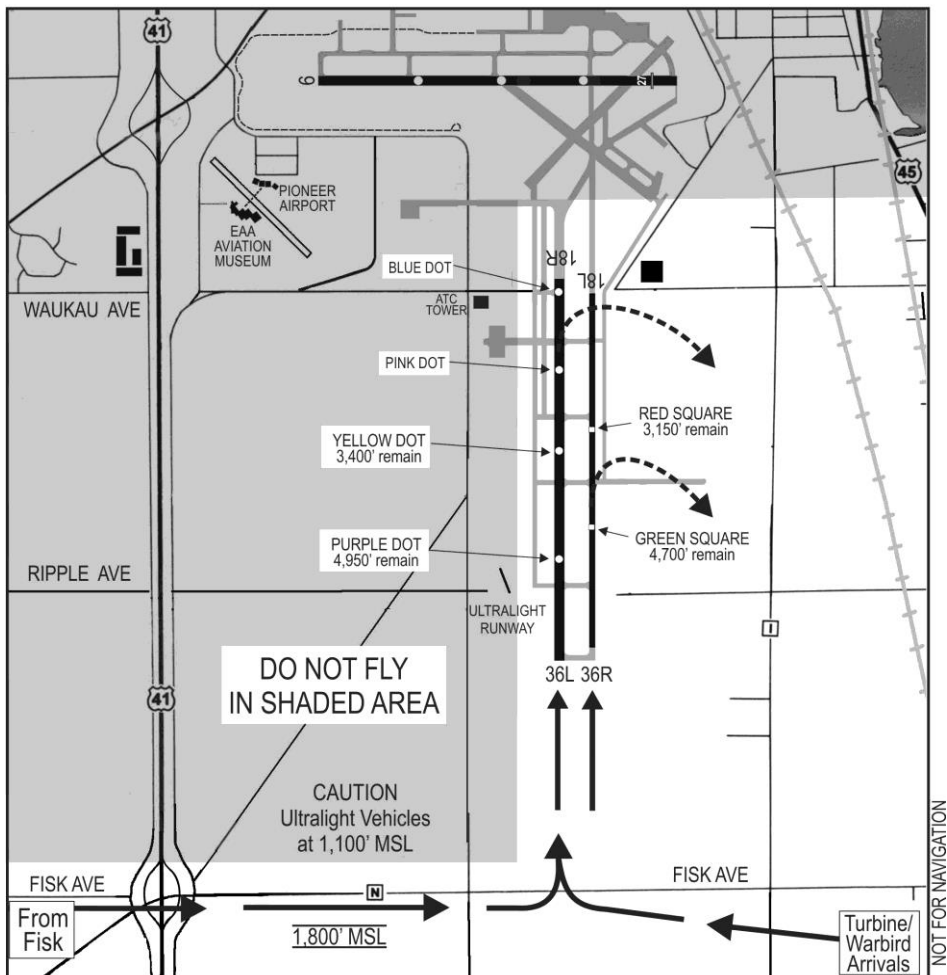 41
9
27
45
PIONEER
AIRPORT
EAA
AVIATION
MUSEUM
18R
18L
BLUE DOT
WAUKAU AVE
ATC
TOWER
PINK DOT
RED SQUARE
3,150' remain
YELLOW DOT
3,400' remain
GREEN SQUARE
4,700' remain
PURPLE DOT
4,950' remain
RIPPLE AVE
ULTRALIGHT
RUNWAY
I
DO NOT FLY
IN SHADED AREA
36L 36R
41
CAUTION
Ultralight Vehicles
at 1,100' MSL
FISK AVE
N
FISK AVE
From
Fisk
1,800' MSL
Turbine/
Warbird
Arrivals
NOT FOR NAVIGATION